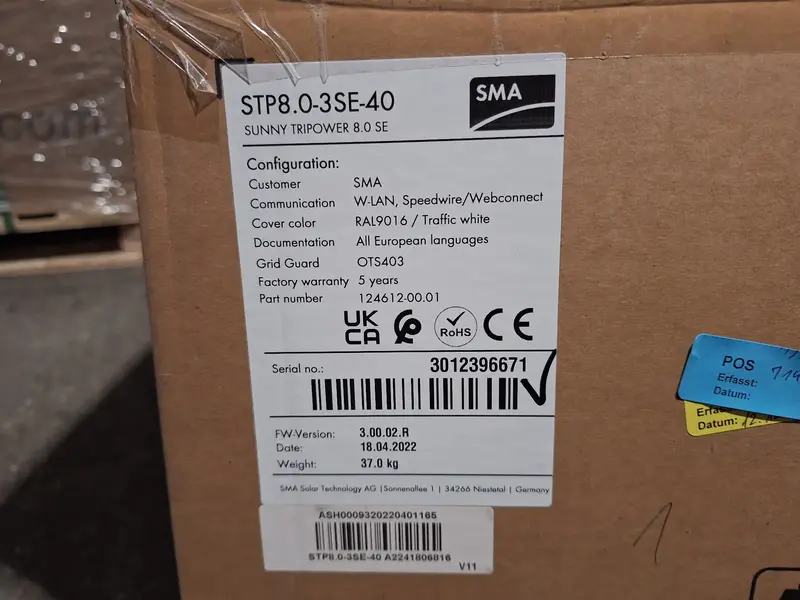 STP8.0-3SE-40
SUNNY TRIPOWER 8.0 SE
SMA
Configuration:
Customer SMA
Communication W-LAN, Speedwire/Webconnect
Cover color RAL9016 / Traffic white
Documentation All European languages
Grid Guard OTS403
Factory warranty 5 years
Part number 124612-00.01
UK CA RoHS CE
Serial no.: 3012396671
FW-Version: 3.00.02.R
Date: 18.04.2022
Weight: 37.0 kg
SMA Solar Technology AG |Sonnenallee 1 | 34266 Niestetal | Germany
ASH0009320220401165
STP8.0-3SE-40 A2241806816
V11
POS
Erfasst:
Datum:
Datum:
1